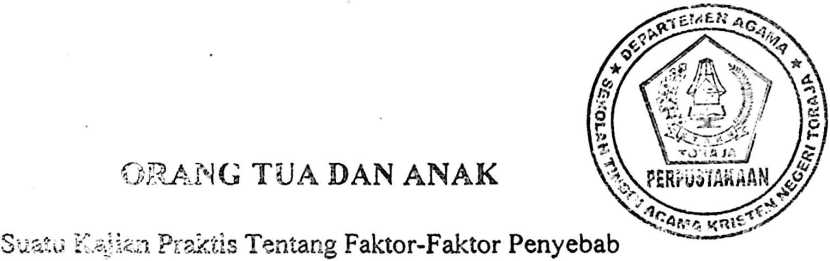 ORANG TUA DAN ANAK
★ DEPARTEMEN AGAMA ★
SEKOLAH TINGGI AGAMA KRISTEN NEGERI TORAJA
TORAJA
PERPUSTAKAAN
Suatu Kajian Praktis Tentang Faktor-Faktor Penyebab